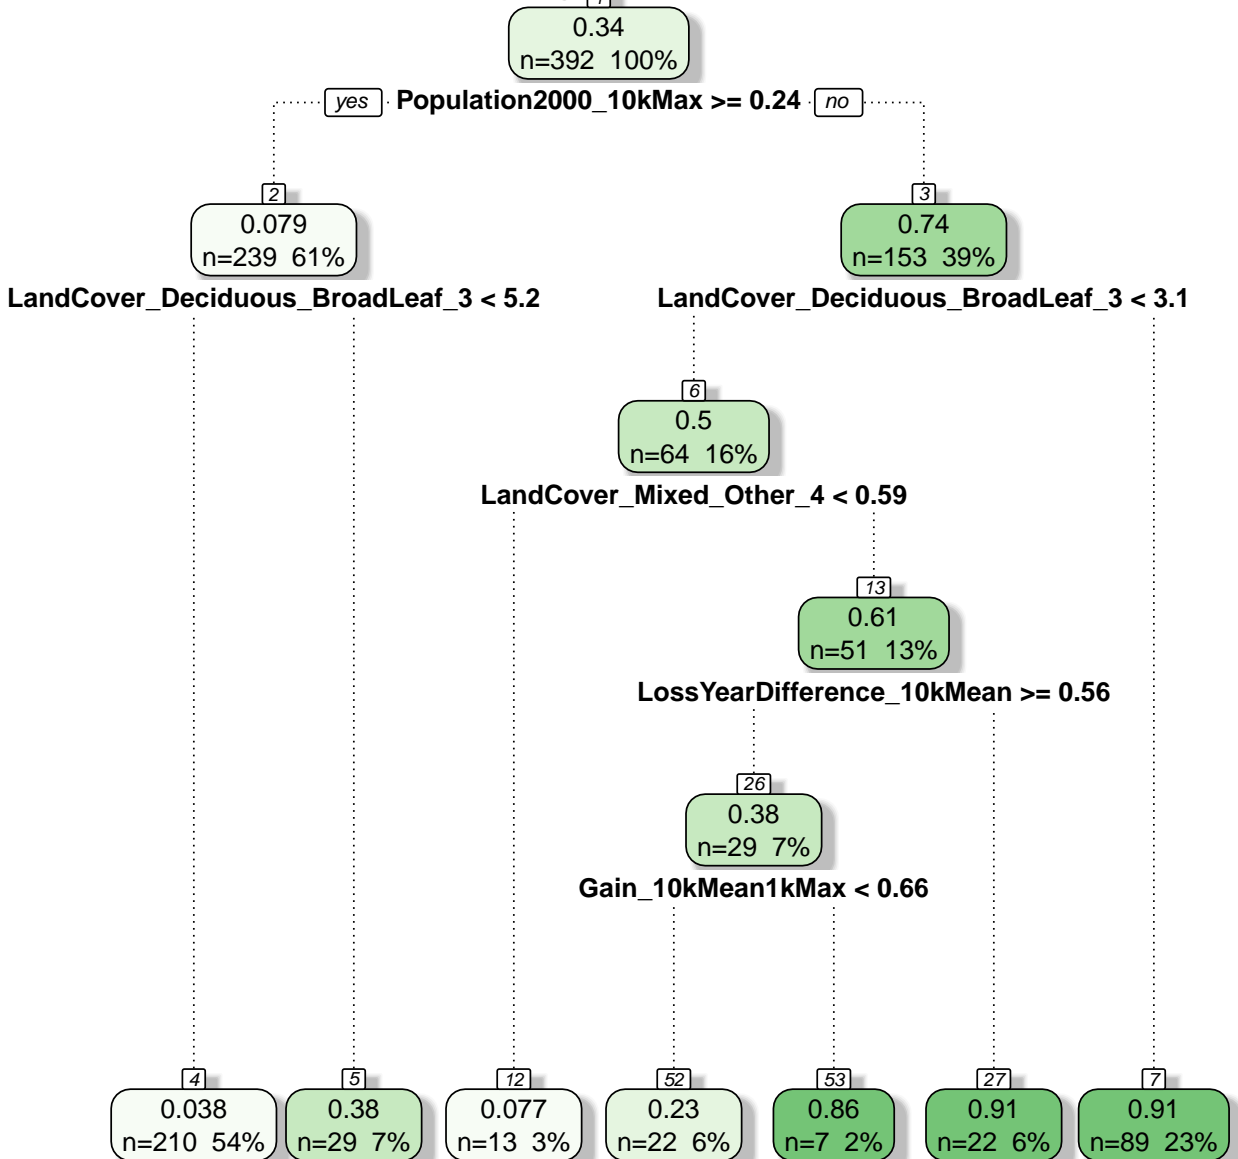 1
0.34
n=392 100%
yes Population2000_10kMax >= 0.24 no
2 3
0.079 0.74
n=239 61% n=153 39%
LandCover_Deciduous_BroadLeaf_3 < 5.2 LandCover_Deciduous_BroadLeaf_3 < 3.1
6
0.5
n=64 16%
LandCover_Mixed_Other_4 < 0.59
13
0.61
n=51 13%
LossYearDifference_10kMean >= 0.56
26
0.38
n=29 7%
Gain_10kMean1kMax < 0.66
4 5 12 52 53 27 7
0.038 0.38 0.077 0.23 0.86 0.91 0.91
n=210 54% n=29 7% n=13 3% n=22 6% n=7 2% n=22 6% n=89 23%